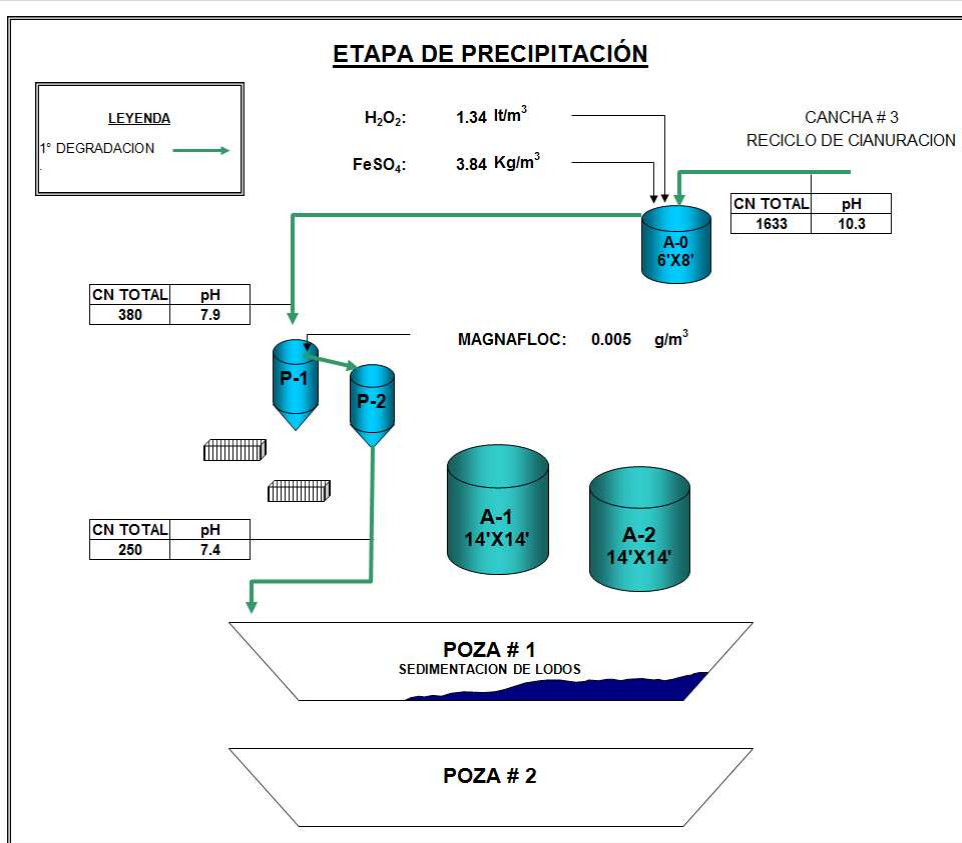 ETAPA DE PRECIPITACIÓN
LEYENDA
1° DEGRADACION
.
H₂O₂: 1.34 lt/m³
FeSO₄: 3.84 Kg/m³
CANCHA # 3
RECICLO DE CIANURACION
CN TOTAL pH
1633 10.3
A-0
6'X8'
CN TOTAL pH
380 7.9
MAGNAFLOC: 0.005 g/m³
P-1
P-2
A-1
14'X14'
A-2
14'X14'
CN TOTAL pH
250 7.4
POZA # 1
SEDIMENTACION DE LODOS
POZA # 2